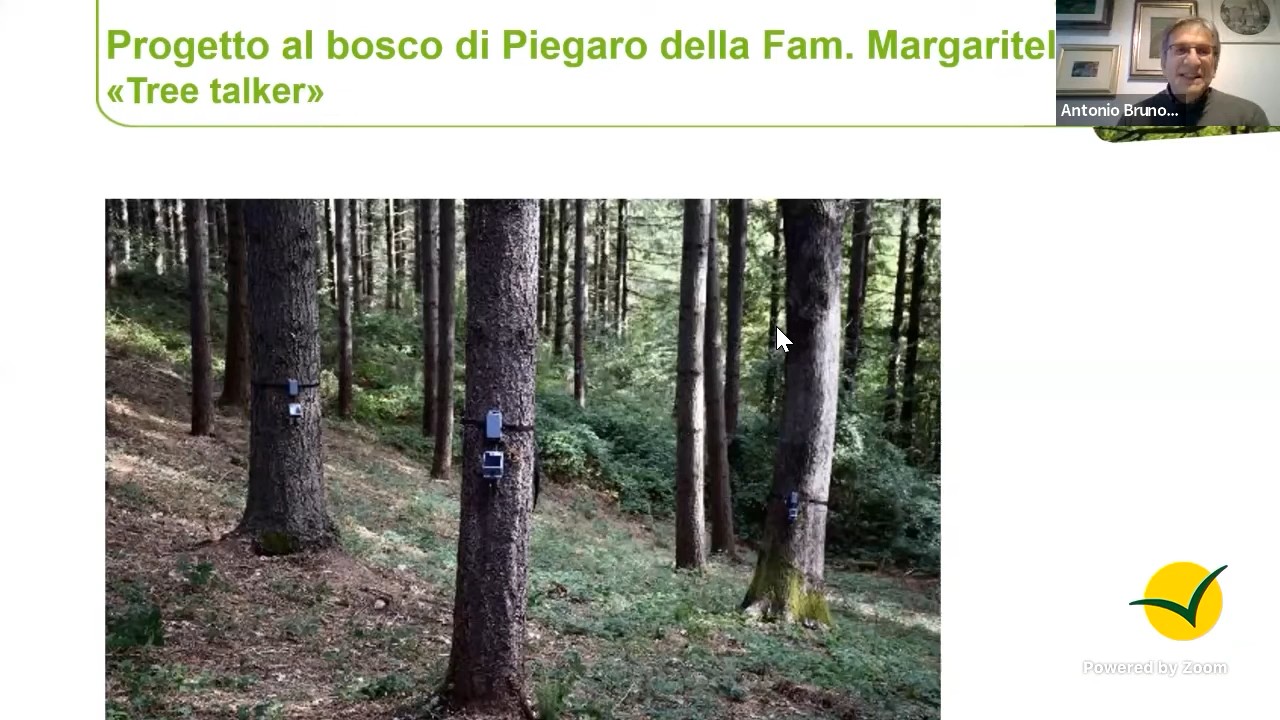 Progetto al bosco di Piegaro della Fam. Margaritel
«Tree talker»
Antonio Bruno...
Powered by Zoom